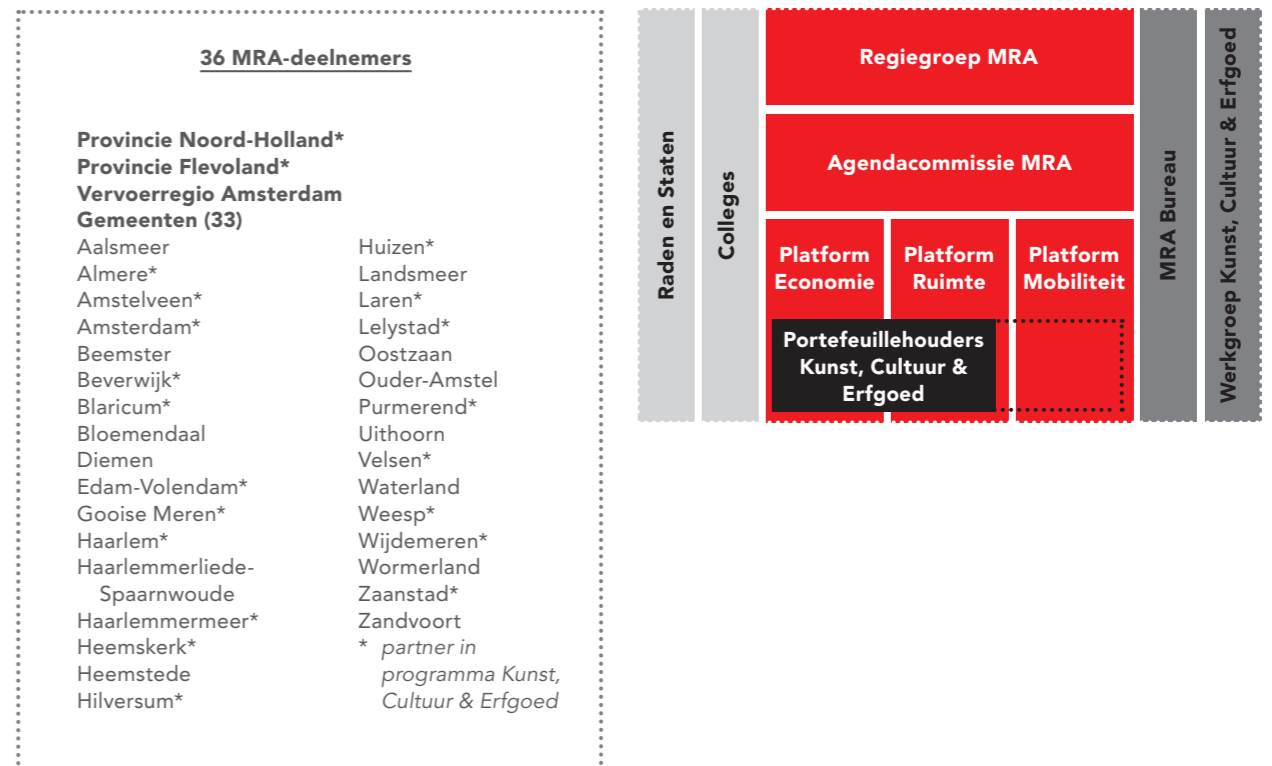 36 MRA-deelnemers
Provincie Noord-Holland*
Provincie Flevoland*
Vervoerregio Amsterdam
Gemeenten (33)
Aalsmeer
Almere*
Amstelveen*
Amsterdam*
Beemster
Beverwijk*
Blaricum*
Bloemendaal
Diemen
Edam-Volendam*
Gooise Meren*
Haarlem*
Haarlemmerliede-
Spaarnwoude
Haarlemmermeer*
Heemskerk*
Heemstede
Hilversum*
Huizen*
Landsmeer
Laren*
Lelystad*
Oostzaan
Ouder-Amstel
Purmerend*
Uithoorn
Velsen*
Waterland
Weesp*
Wijdemeren*
Wormerland
Zaanstad*
Zandvoort
* partner in
programma Kunst,
Cultuur & Erfgoed
Raden en Staten
Colleges
Regiegroep MRA
Agendacommissie MRA
Platform
Economie
Platform
Ruimte
Platform
Mobiliteit
Portefeuillehouders
Kunst, Cultuur &
Erfgoed
MRA Bureau
Werkgroep Kunst, Cultuur & Erfgoed